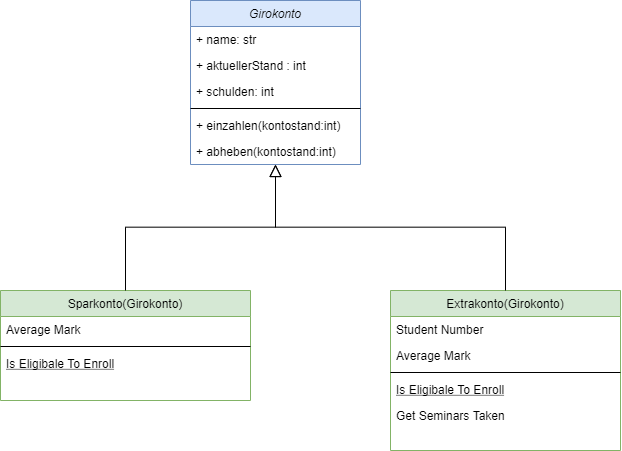 Girokonto
+ name: str
+ aktuellerStand : int
+ schulden: int
+ einzahlen(kontostand:int)
+ abheben(kontostand:int)
Sparkonto(Girokonto)
Average Mark
Is Eligibale To Enroll
Extrakonto(Girokonto)
Student Number
Average Mark
Is Eligibale To Enroll
Get Seminars Taken